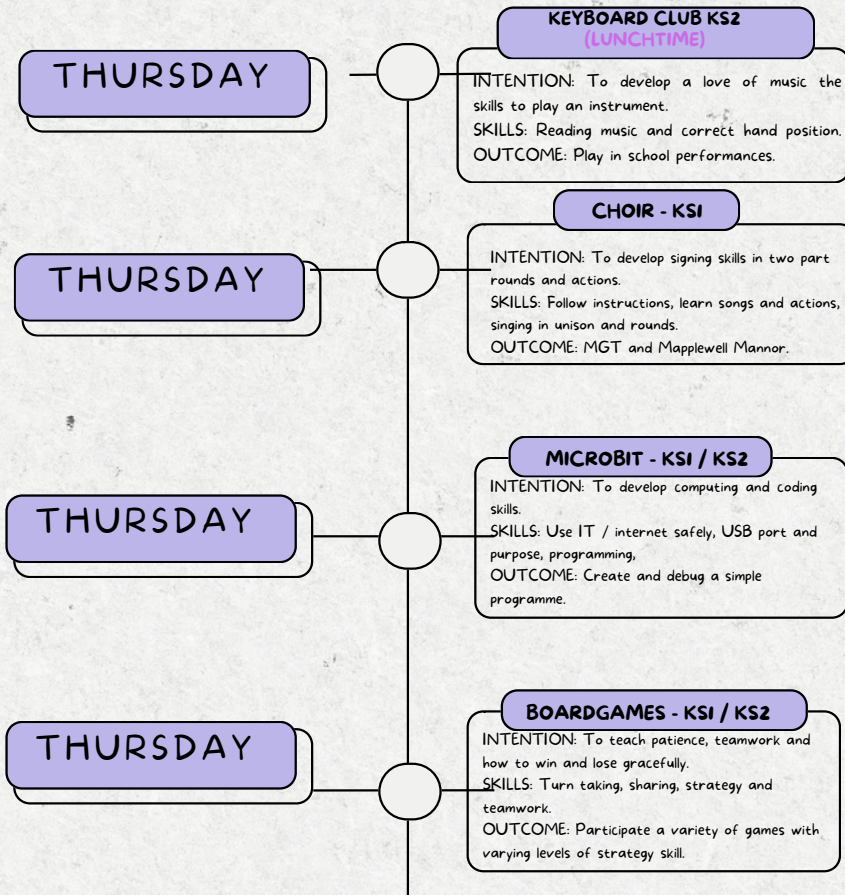 THURSDAY
KEYBOARD CLUB KS2
(LUNCHTIME)
INTENTION: To develop a love of music the
skills to play an instrument.
SKILLS: Reading music and correct hand position.
OUTCOME: Play in school performances.
THURSDAY
CHOIR - KS1
INTENTION: To develop signing skills in two part
rounds and actions.
SKILLS: Follow instructions, learn songs and actions,
singing in unison and rounds.
OUTCOME: MGT and Mapplewell Mannor.
THURSDAY
MICROBIT - KS1 / KS2
INTENTION: To develop computing and coding
skills.
SKILLS: Use IT / internet safely, USB port and
purpose, programming,
OUTCOME: Create and debug a simple
programme.
THURSDAY
BOARDGAMES - KS1 / KS2
INTENTION: To teach patience, teamwork and
how to win and lose gracefully.
SKILLS: Turn taking, sharing, strategy and
teamwork.
OUTCOME: Participate a variety of games with
varying levels of strategy skill.